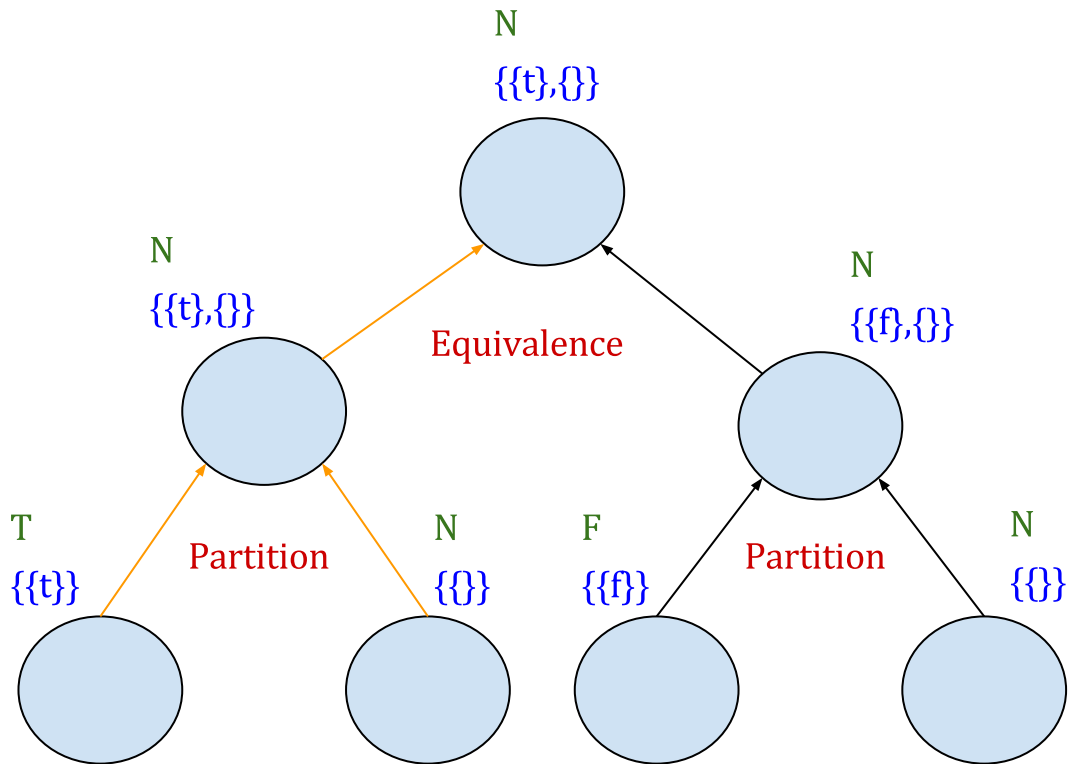 N
{{t},{}}
N
{{t},{}}
N
{{f},{}}
Equivalence
T
{{t}}
Partition
N
{{}}
F
{{f}}
Partition
N
{{}}